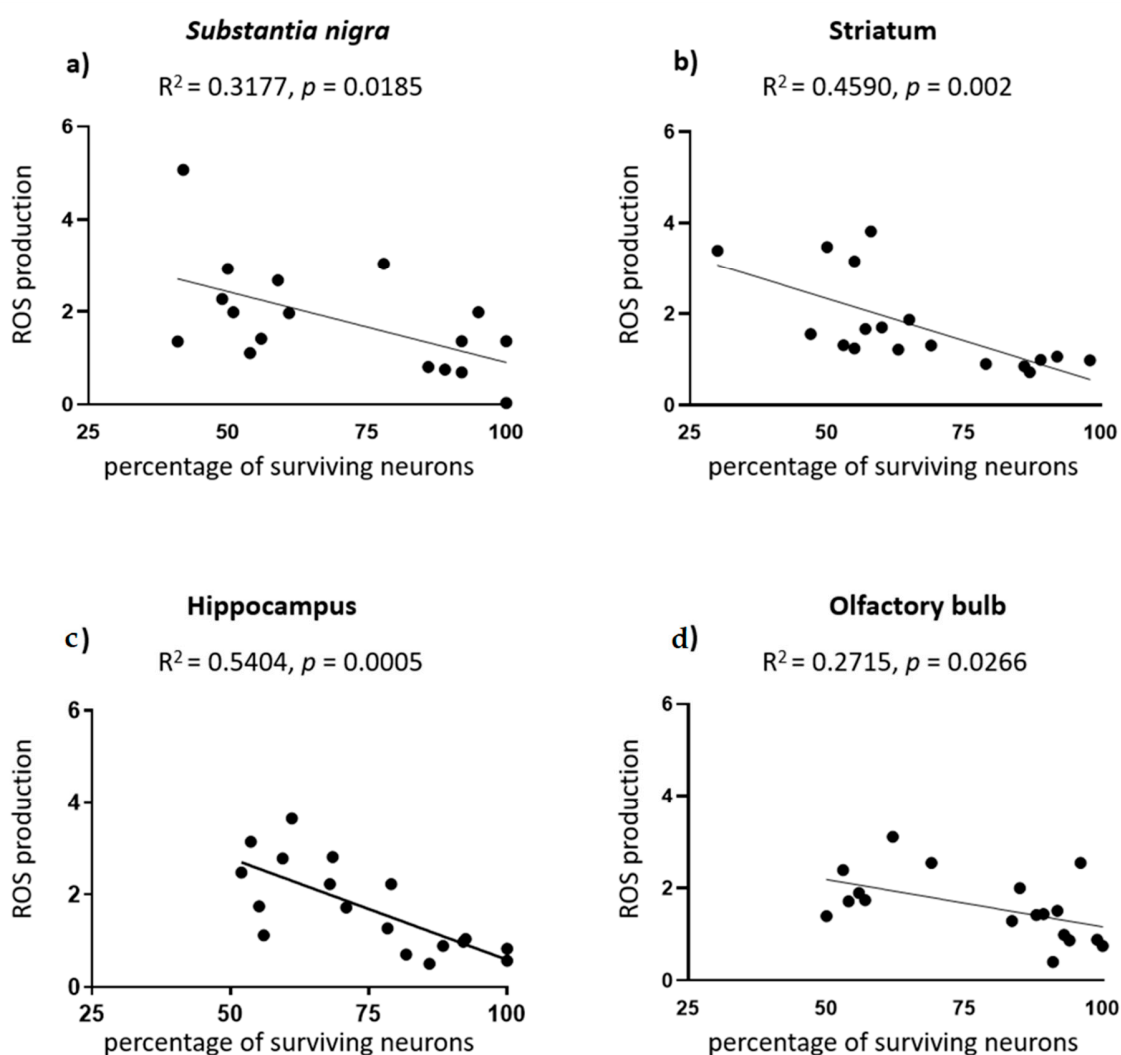 Substantia nigra
a)
R² = 0.3177, p = 0.0185
6
4
2
0
ROS production
25 50 75 100
percentage of surviving neurons
Striatum
b)
R² = 0.4590, p = 0.002
6
4
2
0
ROS production
25 50 75 100
percentage of surviving neurons
Hippocampus
c)
R² = 0.5404, p = 0.0005
6
4
2
0
ROS production
25 50 75 100
percentage of surviving neurons
Olfactory bulb
d)
R² = 0.2715, p = 0.0266
6
4
2
0
ROS production
25 50 75 100
percentage of surviving neurons